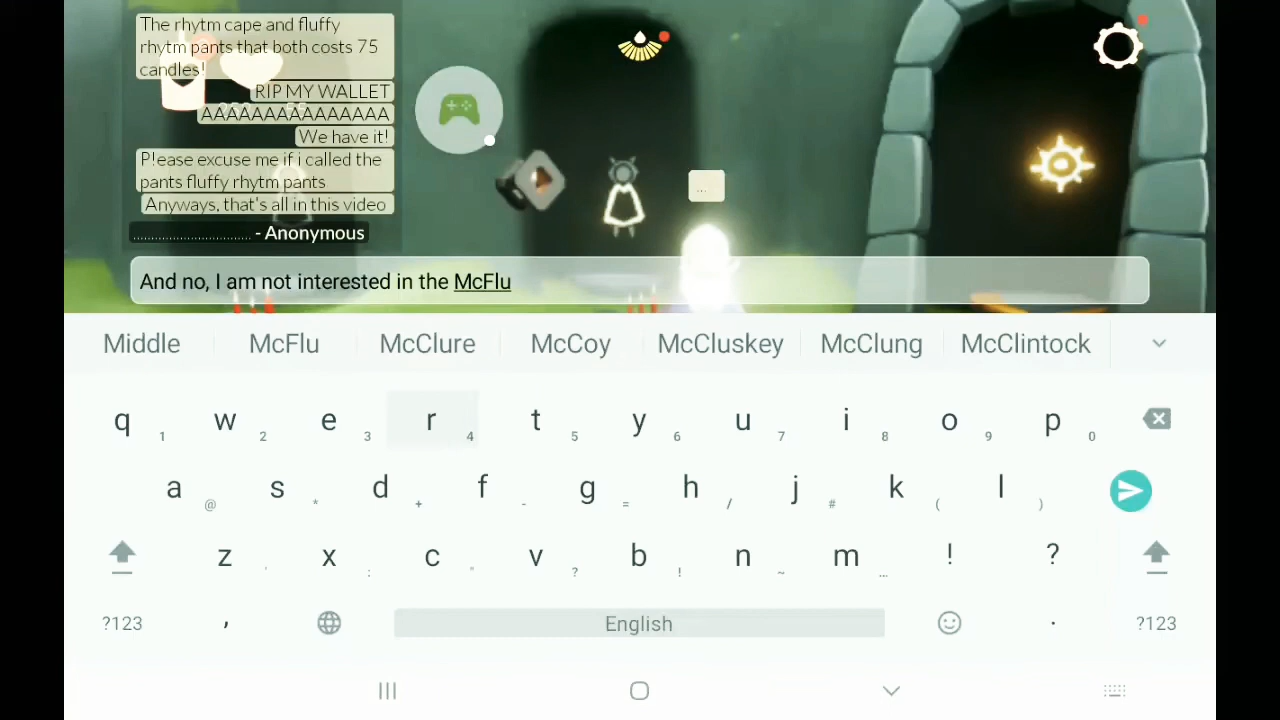 The rhytm cape and fluffy
rhytm pants that both costs 75
candles!
RIP MY WALLET
AAAAAAAAAAAAAAA
We have it!
Please excuse me if i called the
pants fluffy rhytm pants
Anyways, that's all in this video
.............................. - Anonymous
...
And no, I am not interested in the McFlu
Middle McFlu McClure McCoy McCluskey McClung McClintock
q 1 w 2 e 3 r 4 t 5 y 6 u 7 i 8 o 9 p 0
a @ s * d + f - g = h / j # k ( l )
z x : c v ? b ! n ~ m ... ! ?
?123 , English . ?123